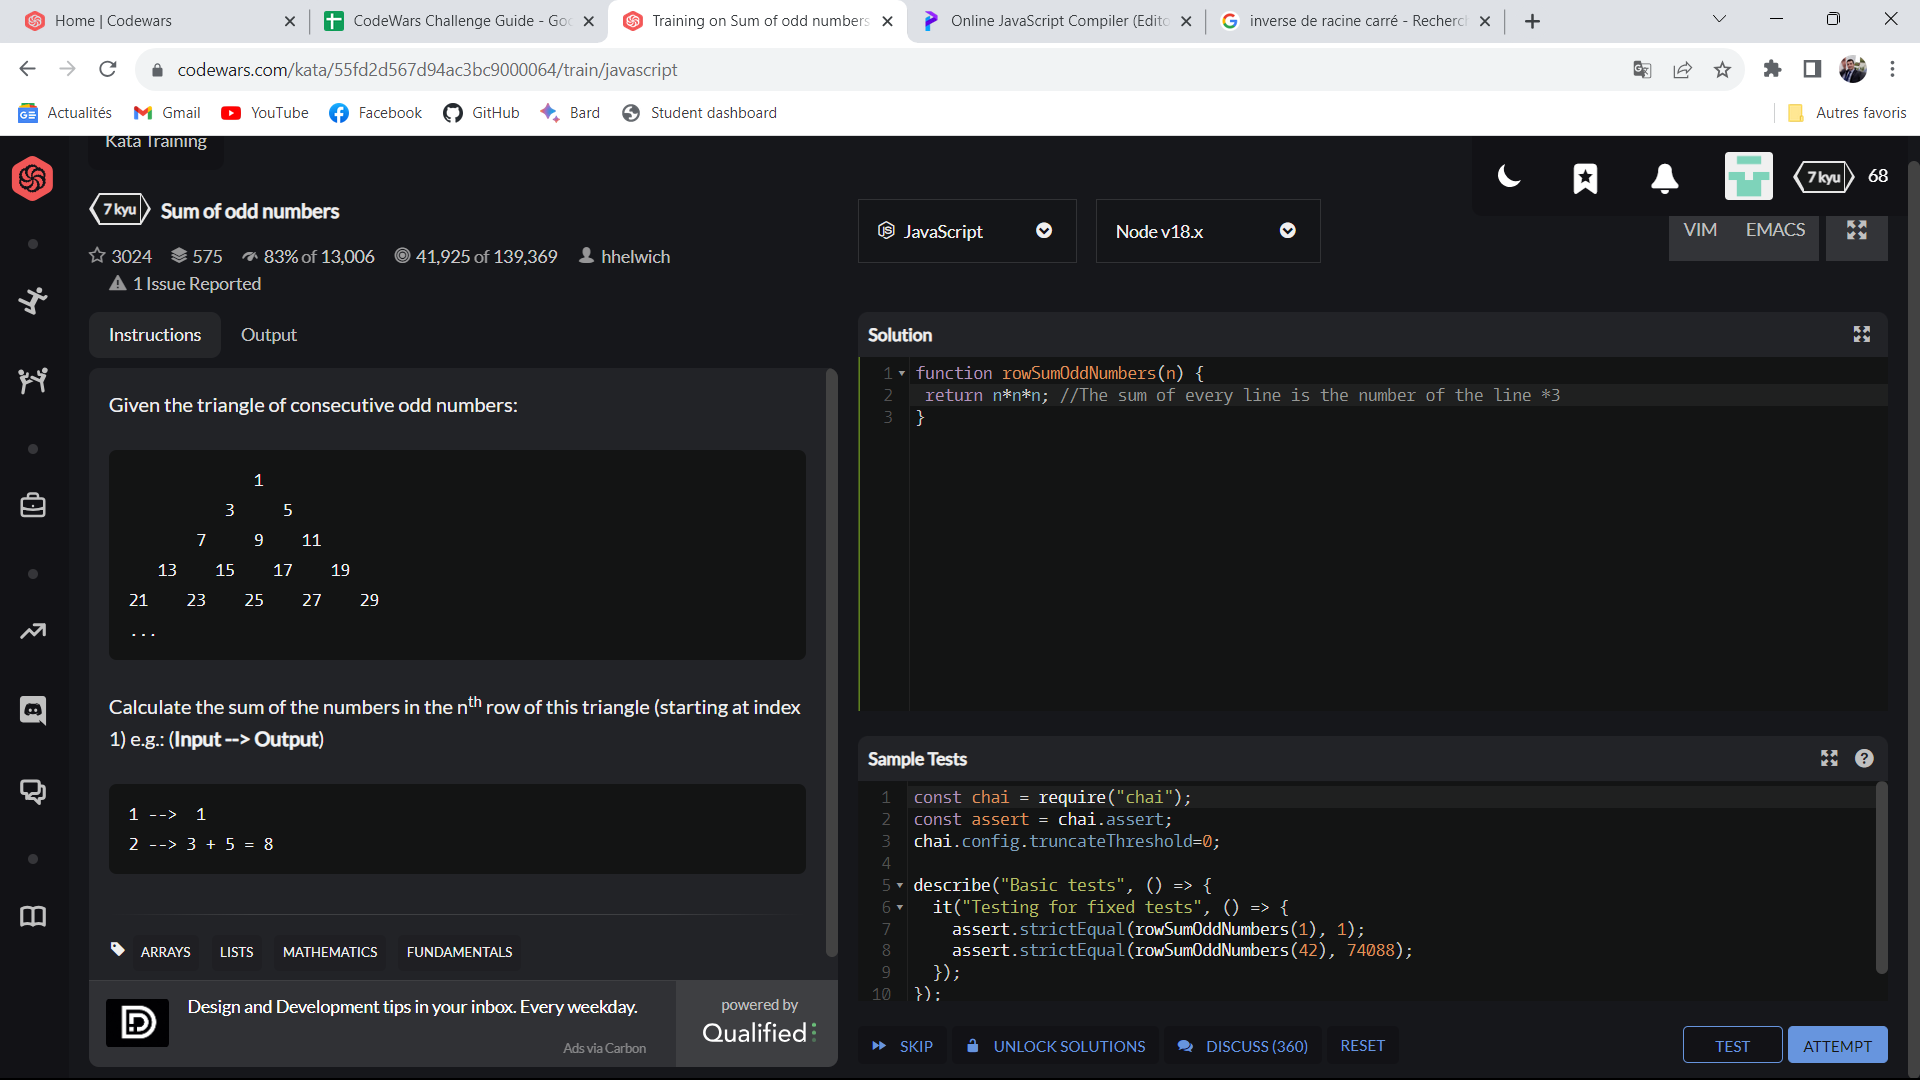 Home | Codewars
CodeWars Challenge Guide - Goo
Training on Sum of odd numbers
Online JavaScript Compiler (Edito
inverse de racine carré - Recherch
codewars.com/kata/55fd2d567d94ac3bc9000064/train/javascript
Actualités
Gmail
YouTube
Facebook
GitHub
Bard
Student dashboard
Autres favoris
Kata Training
7 kyu
68
7 kyu
Sum of odd numbers
3024
575
83% of 13,006
41,925 of 139,369
hhelwich
1 Issue Reported
JavaScript
Node v18.x
VIM
EMACS
Instructions
Output
Given the triangle of consecutive odd numbers:
1
3 5
7 9 11
13 15 17 19
21 23 25 27 29
...
Calculate the sum of the numbers in the nth row of this triangle (starting at index
1) e.g.: (Input --> Output)
1 --> 1
2 --> 3 + 5 = 8
ARRAYS
LISTS
MATHEMATICS
FUNDAMENTALS
Design and Development tips in your inbox. Every weekday.
Ads via Carbon
powered by
Qualified
Solution
1 function rowSumOddNumbers(n) {
2 return n*n*n; //The sum of every line is the number of the line *3
3 }
Sample Tests
1 const chai = require("chai");
2 const assert = chai.assert;
3 chai.config.truncateThreshold=0;
4
5 describe("Basic tests", () => {
6 it("Testing for fixed tests", () => {
7 assert.strictEqual(rowSumOddNumbers(1), 1);
8 assert.strictEqual(rowSumOddNumbers(42), 74088);
9 });
10 });
SKIP
UNLOCK SOLUTIONS
DISCUSS (360)
RESET
TEST
ATTEMPT